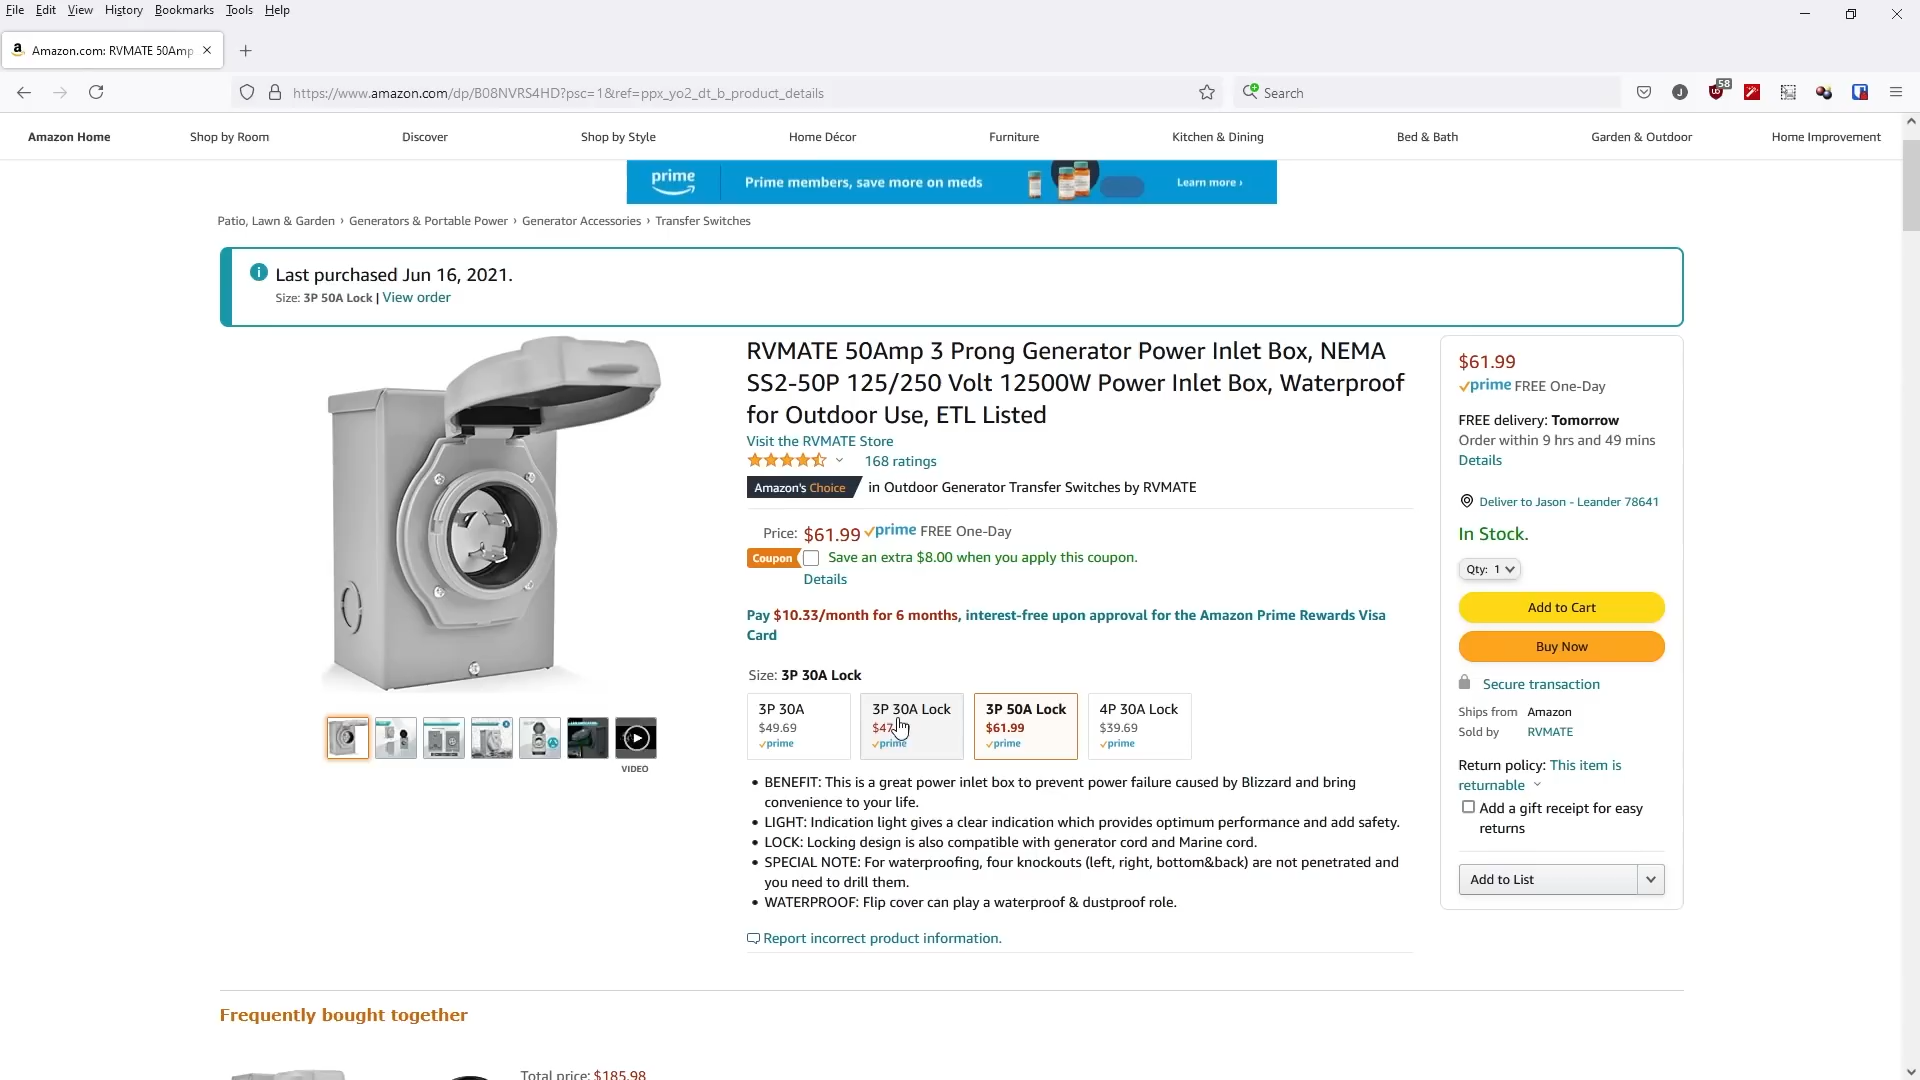 File Edit View History Bookmarks Tools Help
Amazon.com: RVMATE 50Amp
https://www.amazon.com/dp/B08NVRS4HD?psc=1&ref=ppx_yo2_dt_b_product_details
Search
J
58
Amazon Home Shop by Room Discover Shop by Style Home Décor Furniture Kitchen & Dining Bed & Bath Garden & Outdoor Home Improvement
prime Prime members, save more on meds Learn more ›
Patio, Lawn & Garden › Generators & Portable Power › Generator Accessories › Transfer Switches
Last purchased Jun 16, 2021.
Size: 3P 50A Lock | View order
RVMATE 50Amp 3 Prong Generator Power Inlet Box, NEMA
SS2-50P 125/250 Volt 12500W Power Inlet Box, Waterproof
for Outdoor Use, ETL Listed
Visit the RVMATE Store
168 ratings
Amazon's Choice in Outdoor Generator Transfer Switches by RVMATE
Price: $61.99 prime FREE One-Day
Coupon Save an extra $8.00 when you apply this coupon.
Details
Pay $10.33/month for 6 months, interest-free upon approval for the Amazon Prime Rewards Visa
Card
Size: 3P 30A Lock
3P 30A
$49.69
prime
3P 30A Lock
$47
prime
3P 50A Lock
$61.99
prime
4P 30A Lock
$39.69
prime
VIDEO
• BENEFIT: This is a great power inlet box to prevent power failure caused by Blizzard and bring
convenience to your life.
• LIGHT: Indication light gives a clear indication which provides optimum performance and add safety.
• LOCK: Locking design is also compatible with generator cord and Marine cord.
• SPECIAL NOTE: For waterproofing, four knockouts (left, right, bottom&back) are not penetrated and
you need to drill them.
• WATERPROOF: Flip cover can play a waterproof & dustproof role.
Report incorrect product information.
$61.99
prime FREE One-Day
FREE delivery: Tomorrow
Order within 9 hrs and 49 mins
Details
Deliver to Jason - Leander 78641
In Stock.
Qty: 1
Add to Cart
Buy Now
Secure transaction
Ships from Amazon
Sold by RVMATE
Return policy: This item is
returnable
Add a gift receipt for easy
returns
Add to List
Frequently bought together
Total price: $185.98